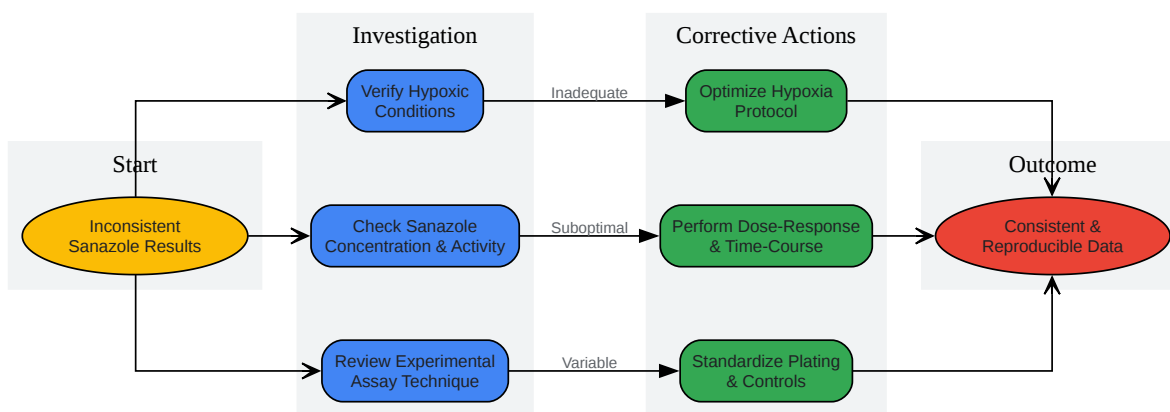 Investigation
Corrective Actions
Verify Hypoxic
Conditions
Inadequate
Optimize Hypoxia
Protocol
Start
Outcome
Inconsistent
Sanazole Results
Check Sanazole
Concentration & Activity
Suboptimal
Perform Dose-Response
& Time-Course
Consistent &
Reproducible Data
Review Experimental
Assay Technique
Variable
Standardize Plating
& Controls